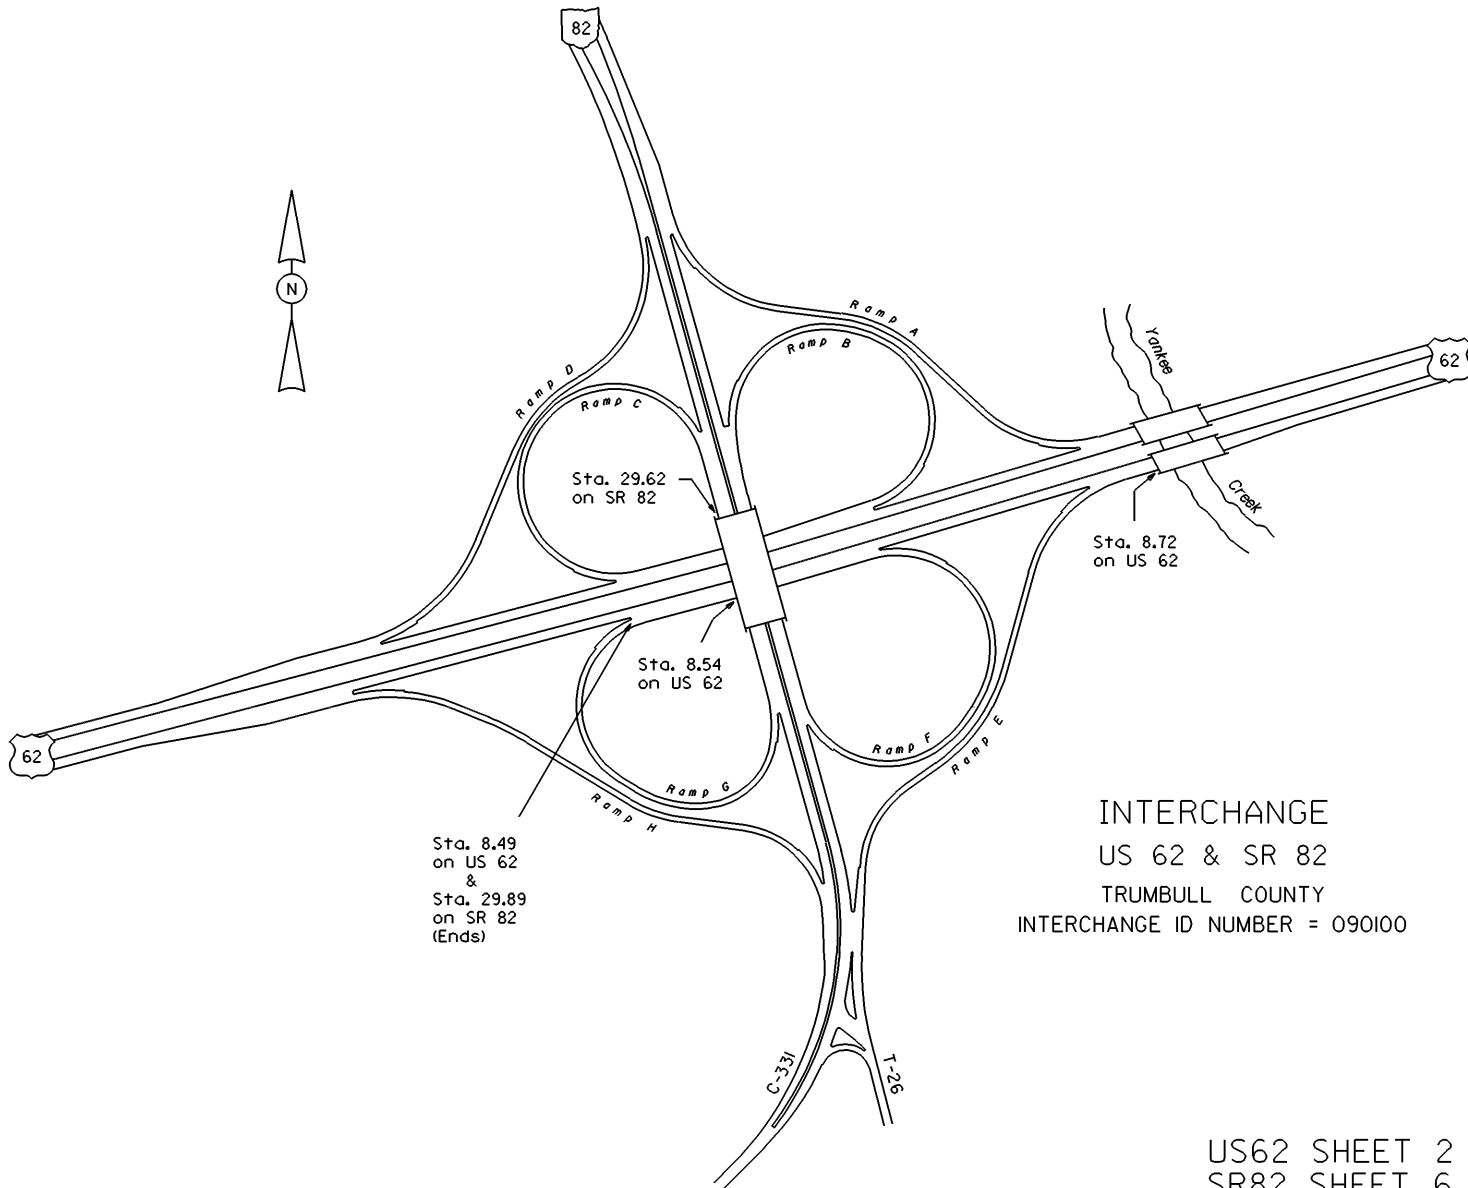 82
N
Ramp A
Ramp B
Yankee
62
Ramp D
Ramp C
Sta. 29.62
on SR 82
Creek
Sta. 8.72
on US 62
Sta. 8.54
on US 62
62
Ramp F
Ramp E
Ramp G
Ramp H
INTERCHANGE
US 62 & SR 82
TRUMBULL COUNTY
INTERCHANGE ID NUMBER = 090100
Sta. 8.49
on US 62
&
Sta. 29.89
on SR 82
(Ends)
C-331
T-26
US62 SHEET 2
SR82 SHEET 6